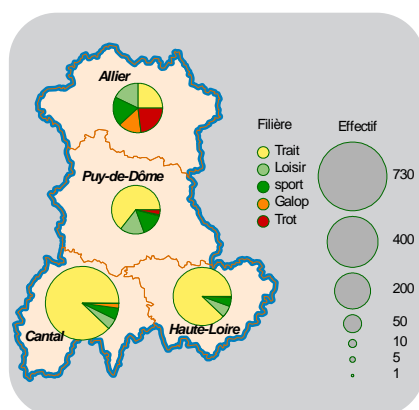 Allier
Puy-de-Dôme
Cantal
Haute-Loire
Filière
Trait
Loisir
sport
Galop
Trot
Effectif
730
400
200
50
10
5
1